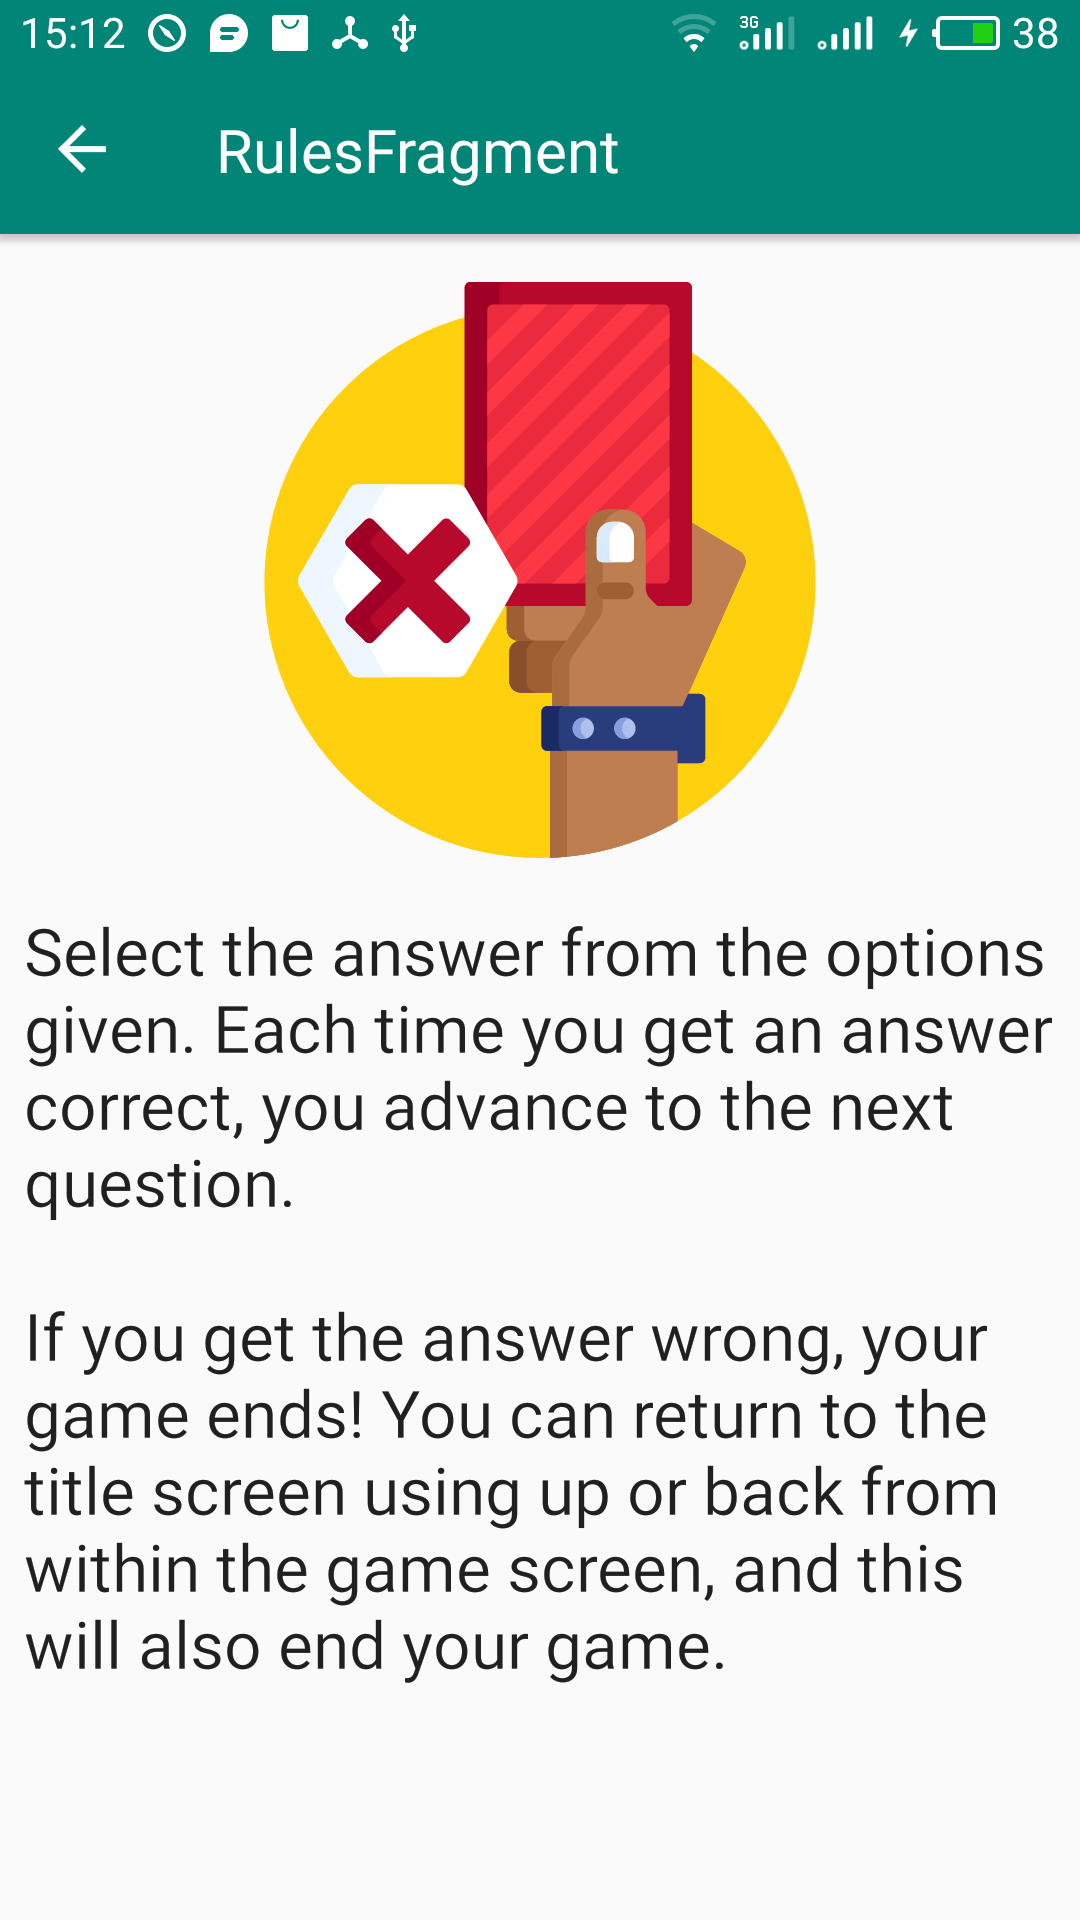 15:12
3G
38
RulesFragment
Select the answer from the options
given. Each time you get an answer
correct, you advance to the next
question.
If you get the answer wrong, your
game ends! You can return to the
title screen using up or back from
within the game screen, and this
will also end your game.